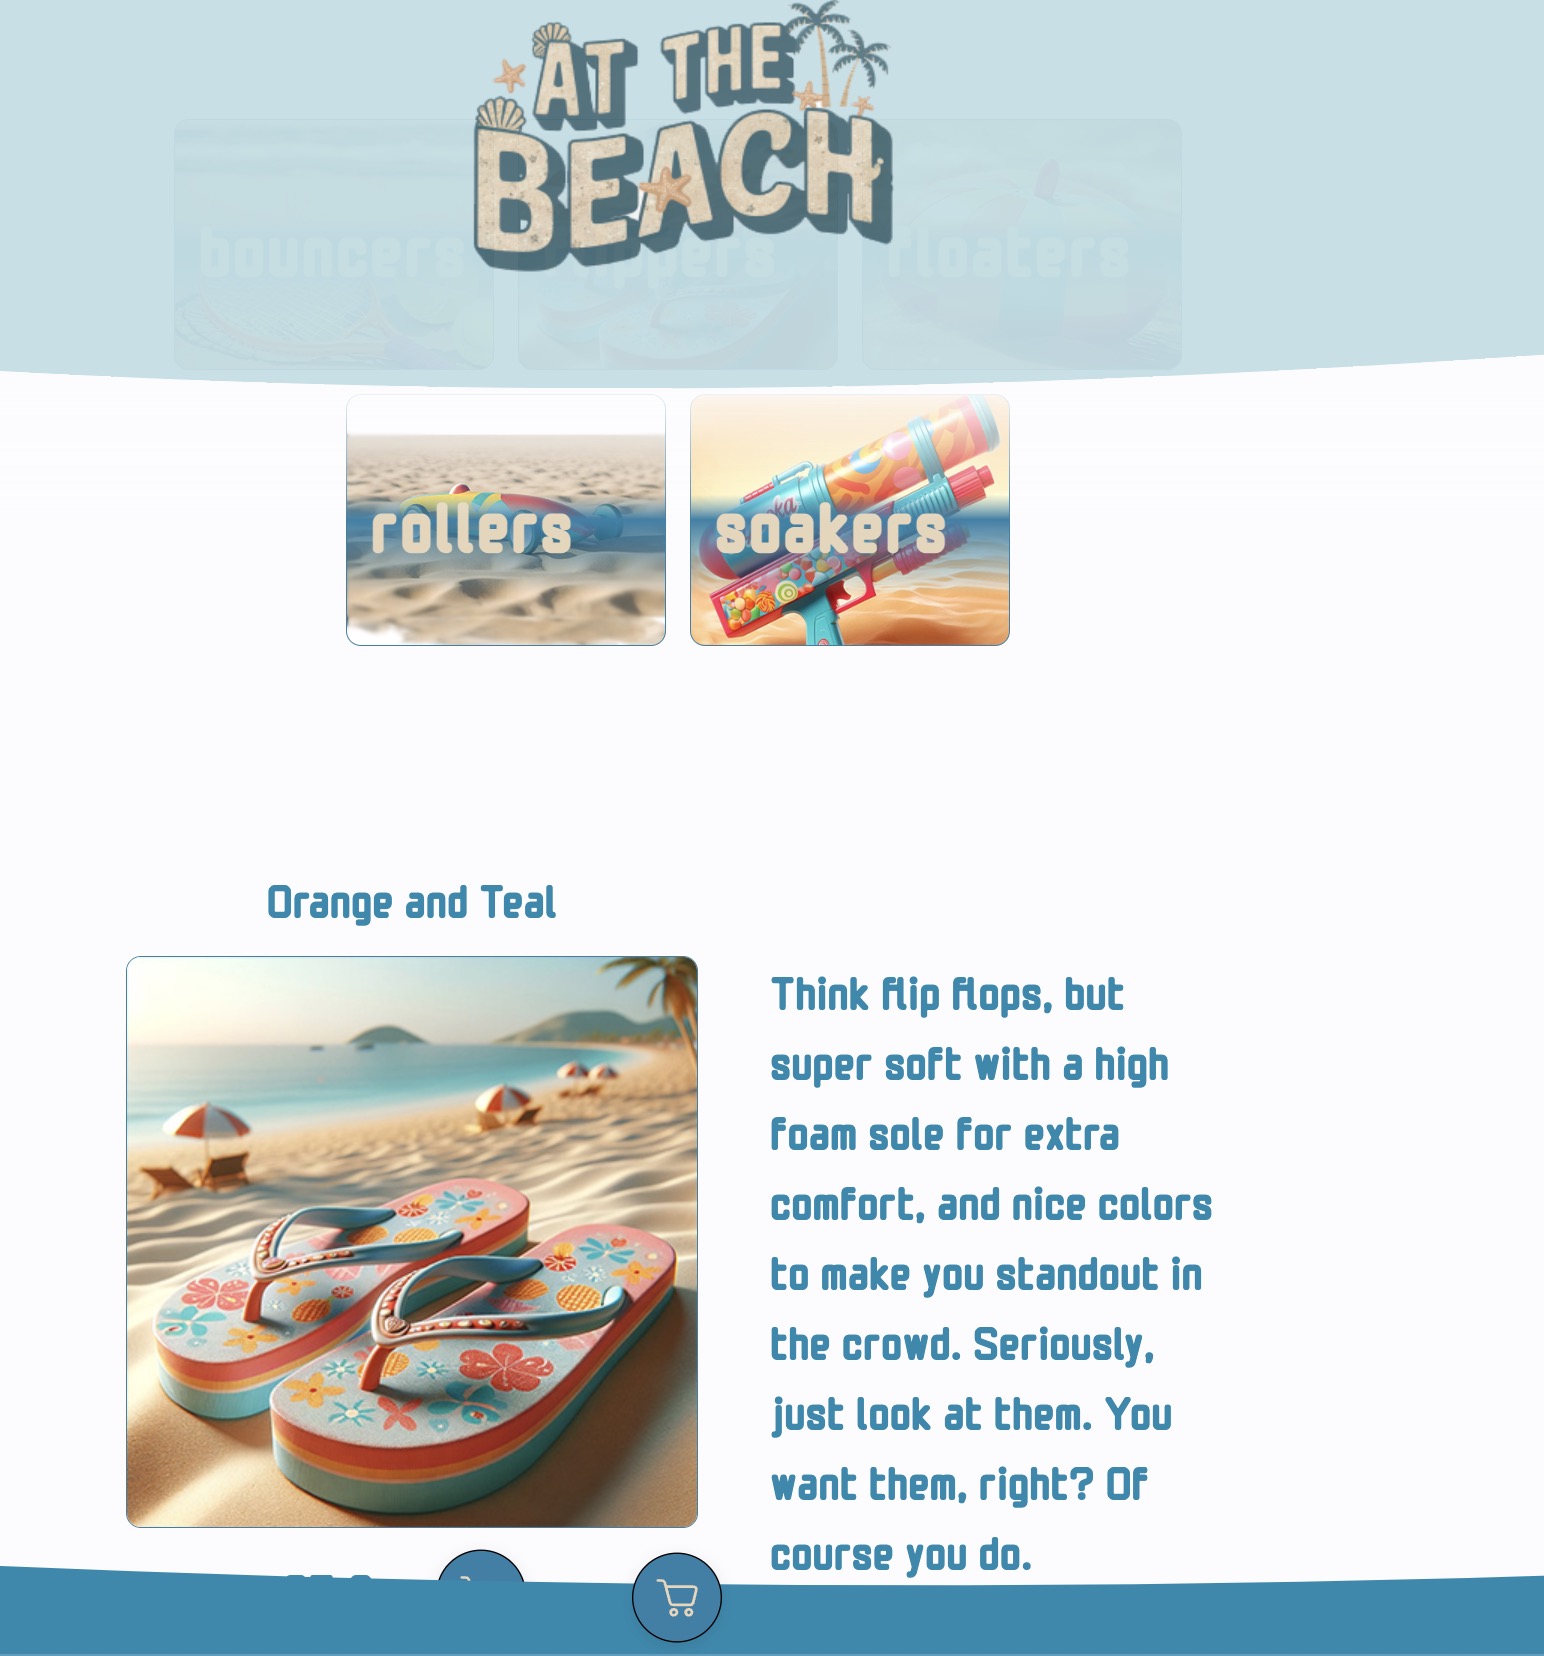 AT THE
BEACH
bouncers
floaters
rollers
soakers
Orange and Teal
Think flip flops, but
super soft with a high
foam sole for extra
comfort, and nice colors
to make you standout in
the crowd. Seriously,
just look at them. You
want them, right? Of
course you do.